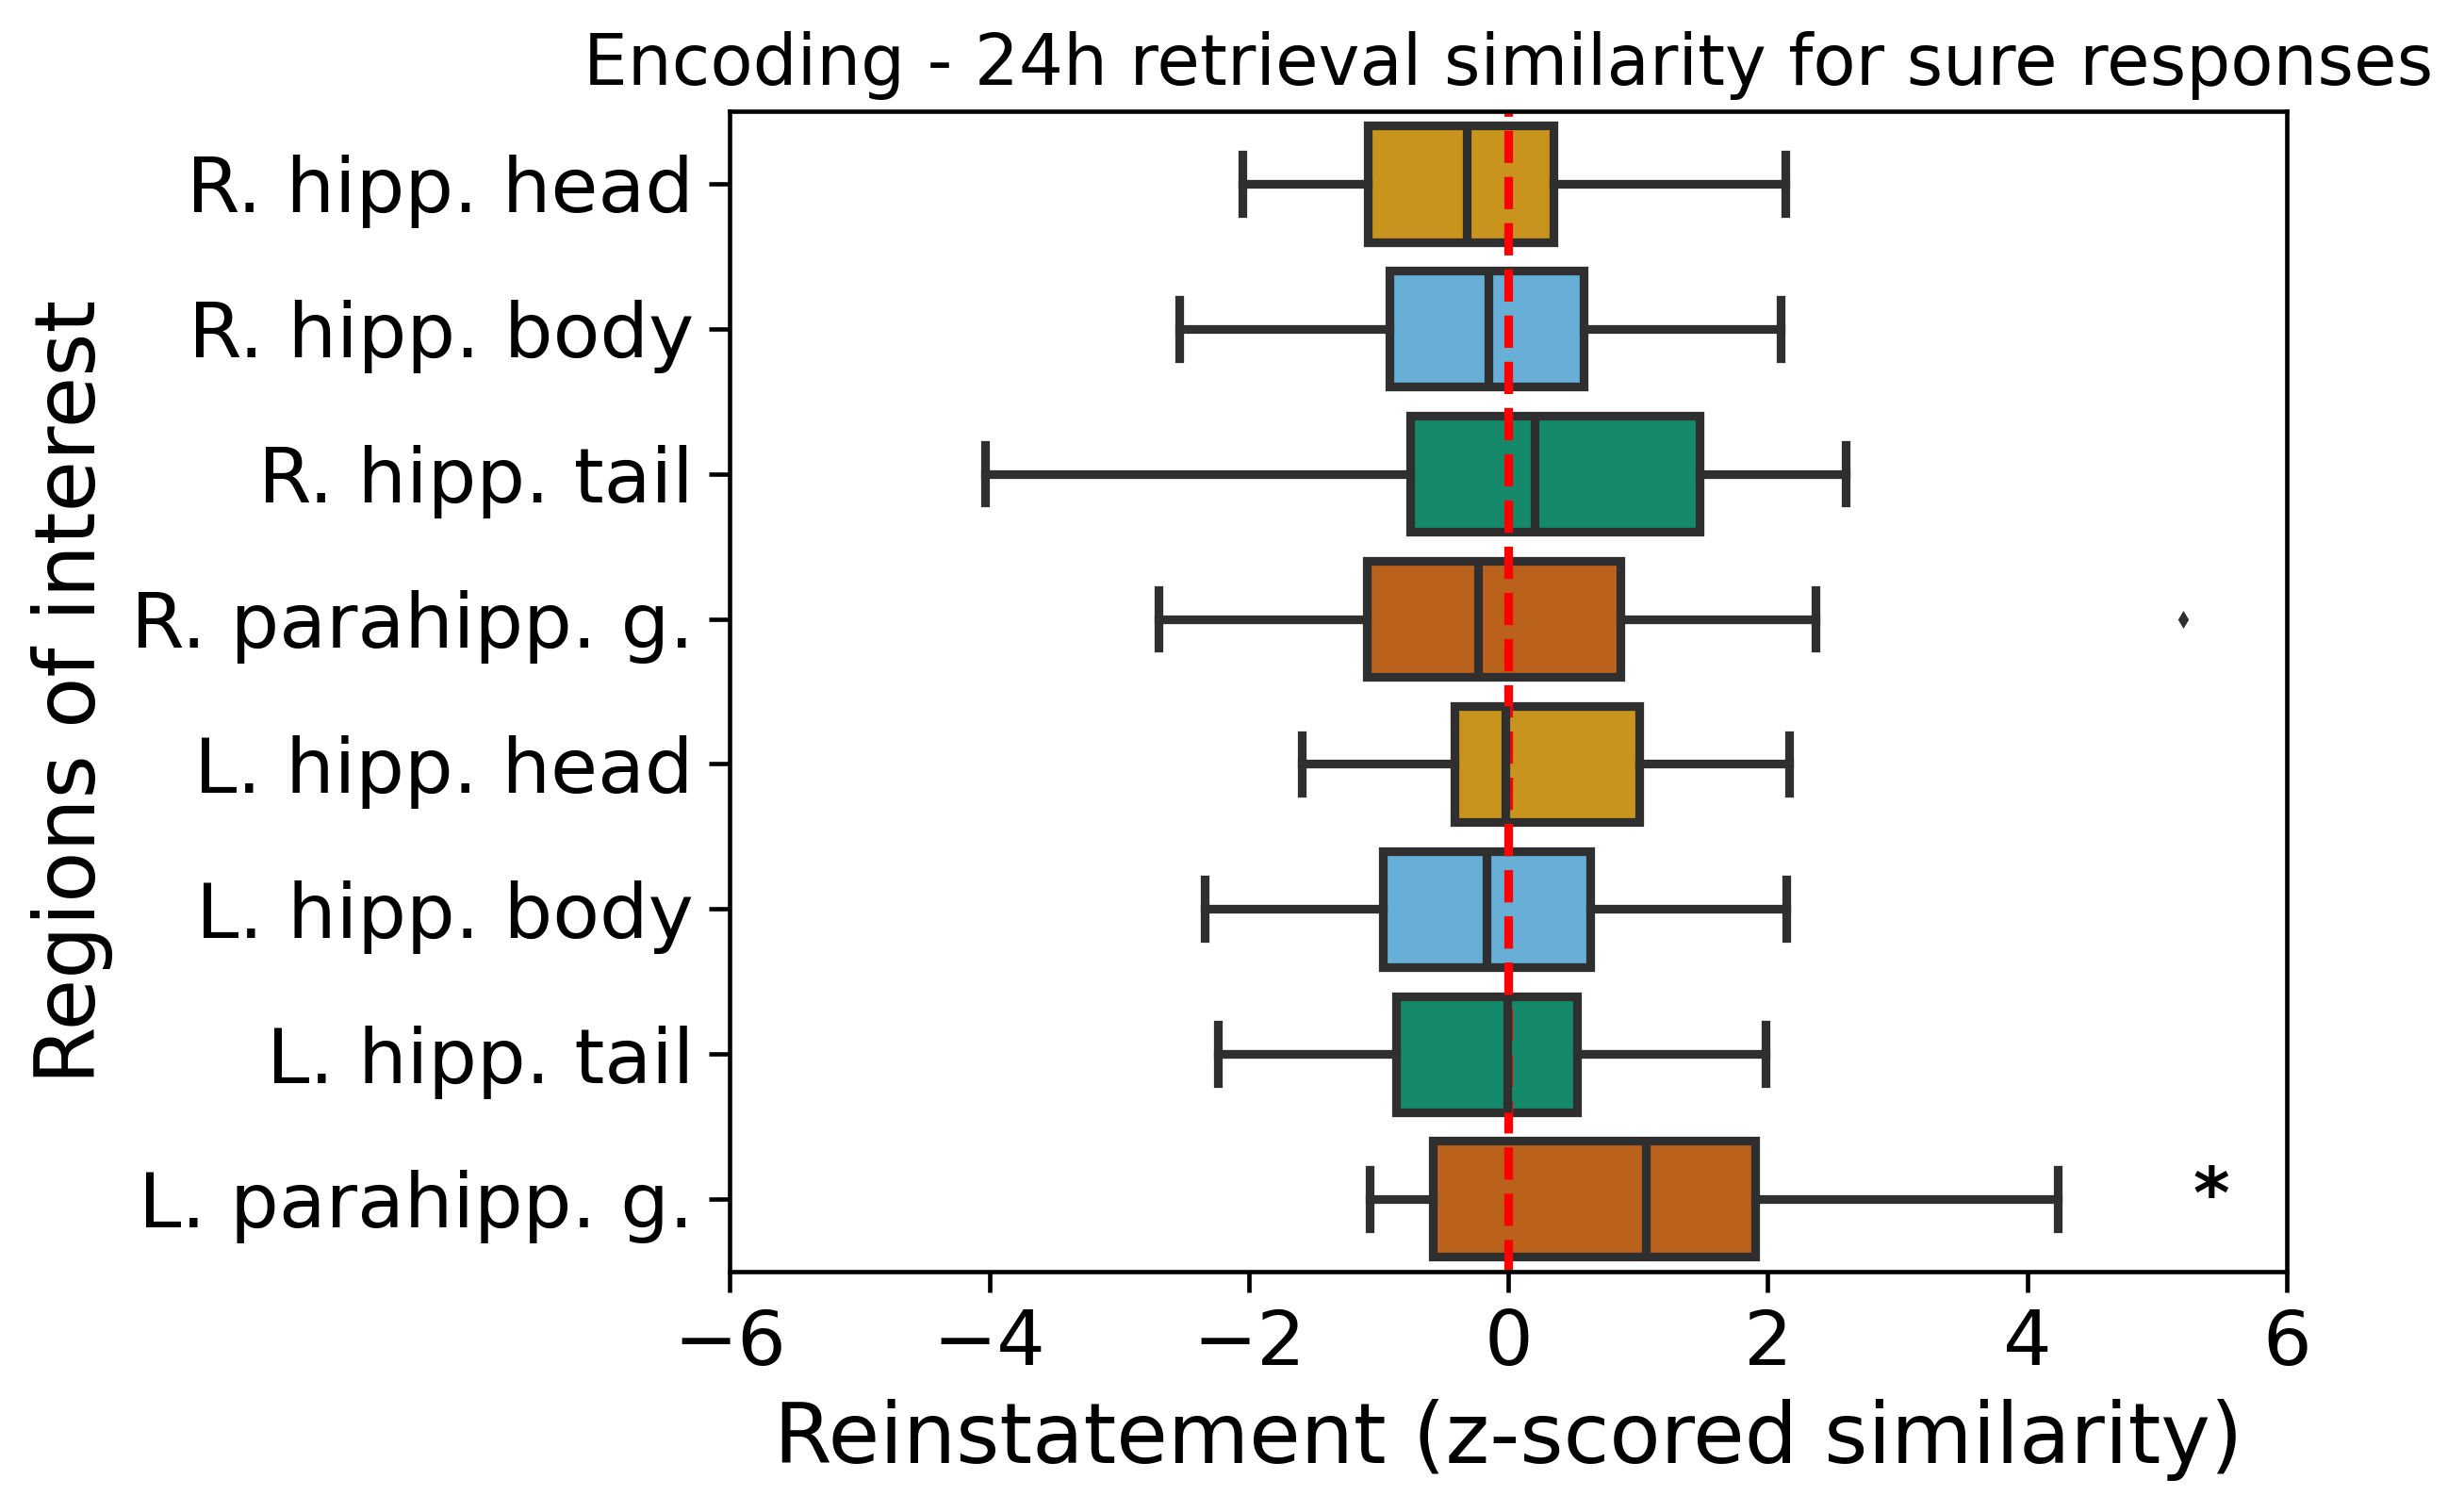 Encoding - 24h retrieval similarity for sure responses
Regions of interest
R. hipp. head
R. hipp. body
R. hipp. tail
R. parahipp. g.
L. hipp. head
L. hipp. body
L. hipp. tail
L. parahipp. g.
*
−6 −4 −2 0 2 4 6
Reinstatement (z-scored similarity)